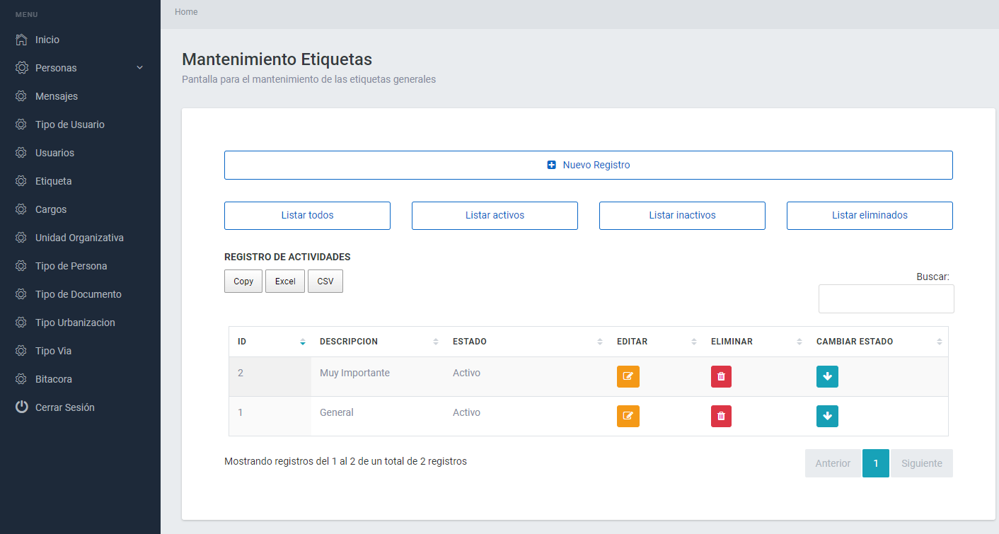 MENU
Inicio
Personas
Mensajes
Tipo de Usuario
Usuarios
Etiqueta
Cargos
Unidad Organizativa
Tipo de Persona
Tipo de Documento
Tipo Urbanizacion
Tipo Via
Bitacora
Cerrar Sesión
Home
Mantenimiento Etiquetas
Pantalla para el mantenimiento de las etiquetas generales
Nuevo Registro
Listar todos Listar activos Listar inactivos Listar eliminados
REGISTRO DE ACTIVIDADES
Copy Excel CSV
Buscar:
ID DESCRIPCION ESTADO EDITAR ELIMINAR CAMBIAR ESTADO
2 Muy Importante Activo
1 General Activo
Mostrando registros del 1 al 2 de un total de 2 registros
Anterior 1 Siguiente